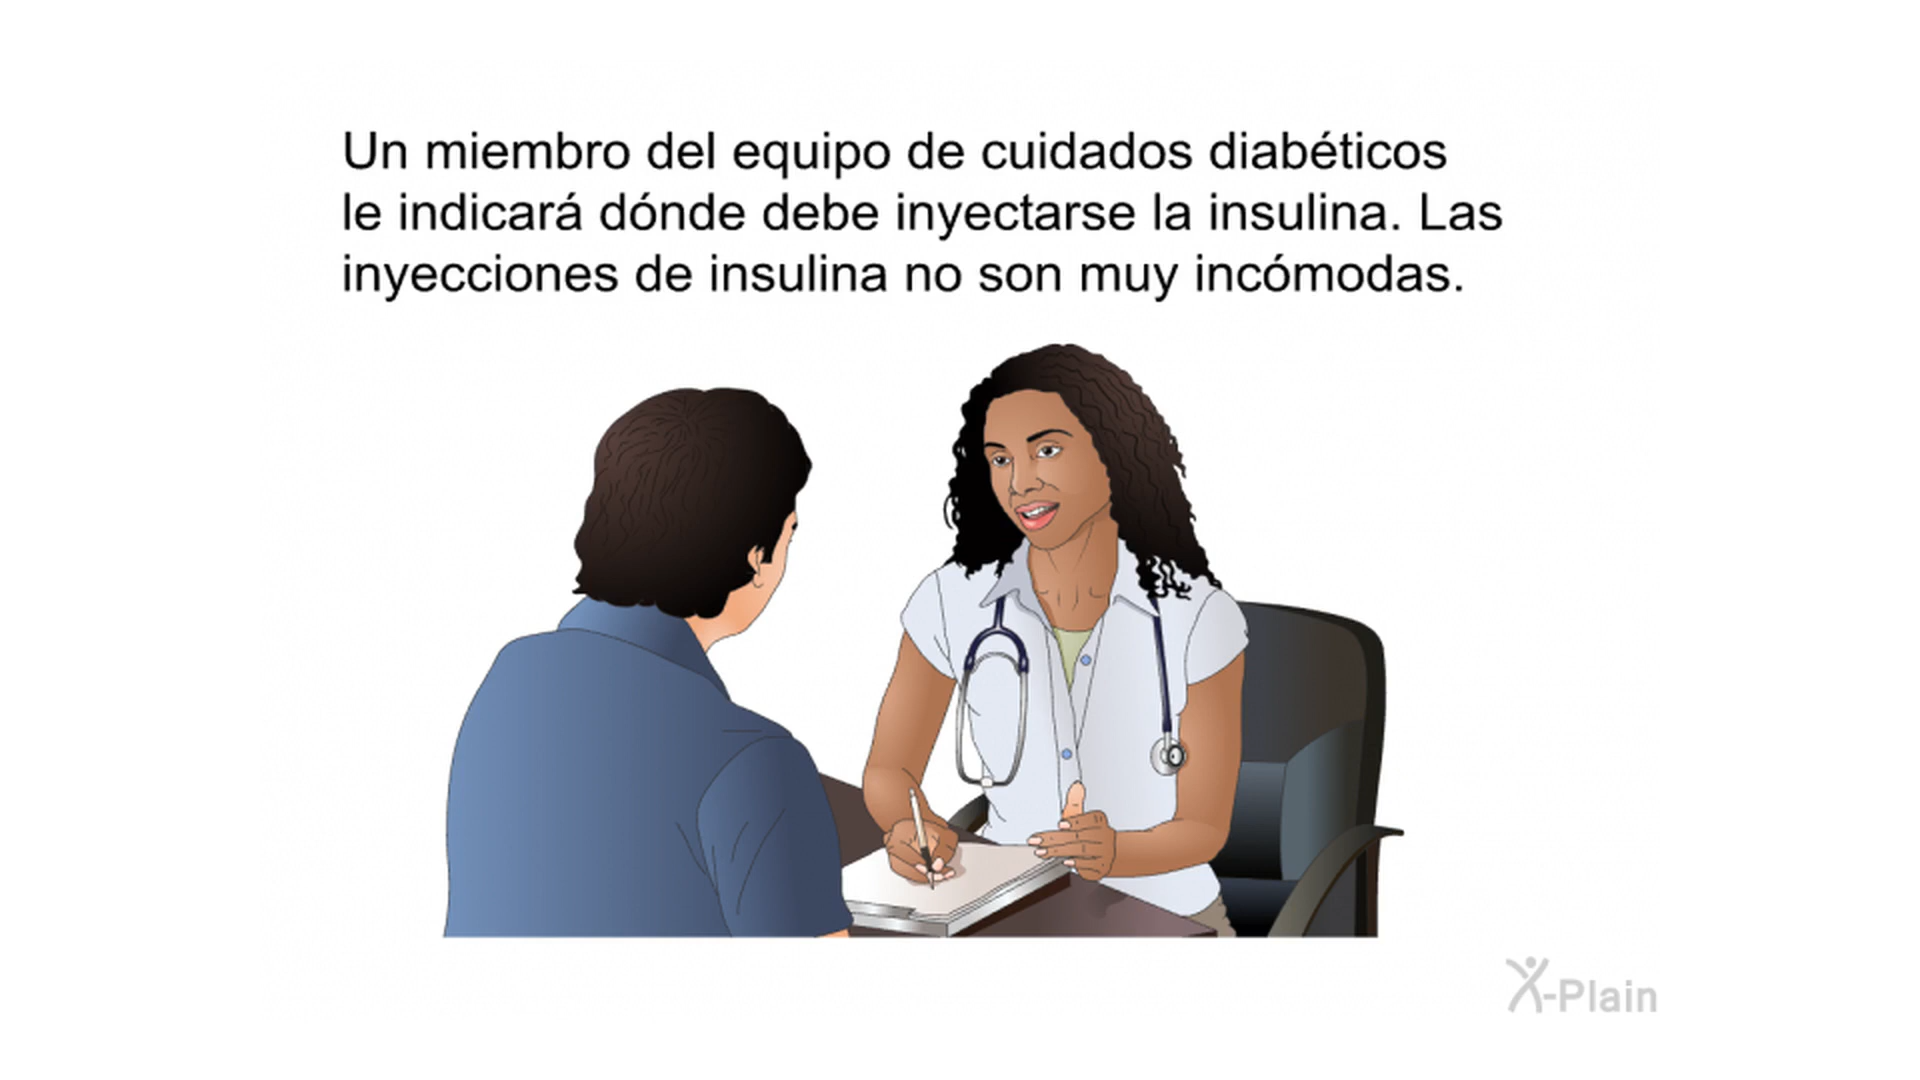 Un miembro del equipo de cuidados diabéticos
le indicará dónde debe inyectarse la insulina. Las
inyecciones de insulina no son muy incómodas.
X-Plain